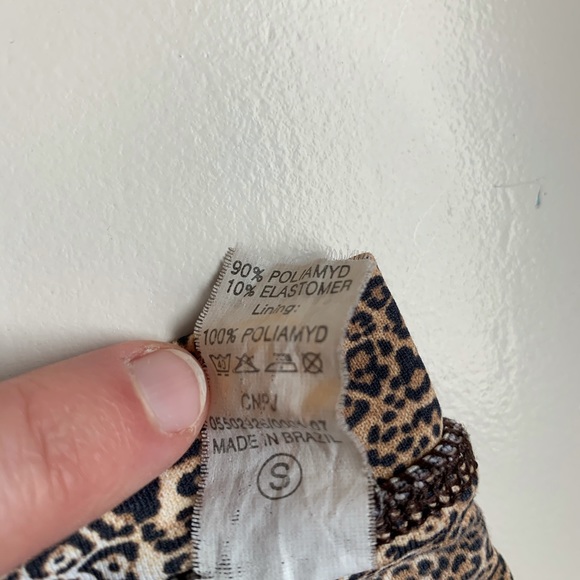 90% POLIAMYD
10% ELASTOMER
Lining:
100% POLIAMYD
CNPJ
MADE IN BRAZIL
S